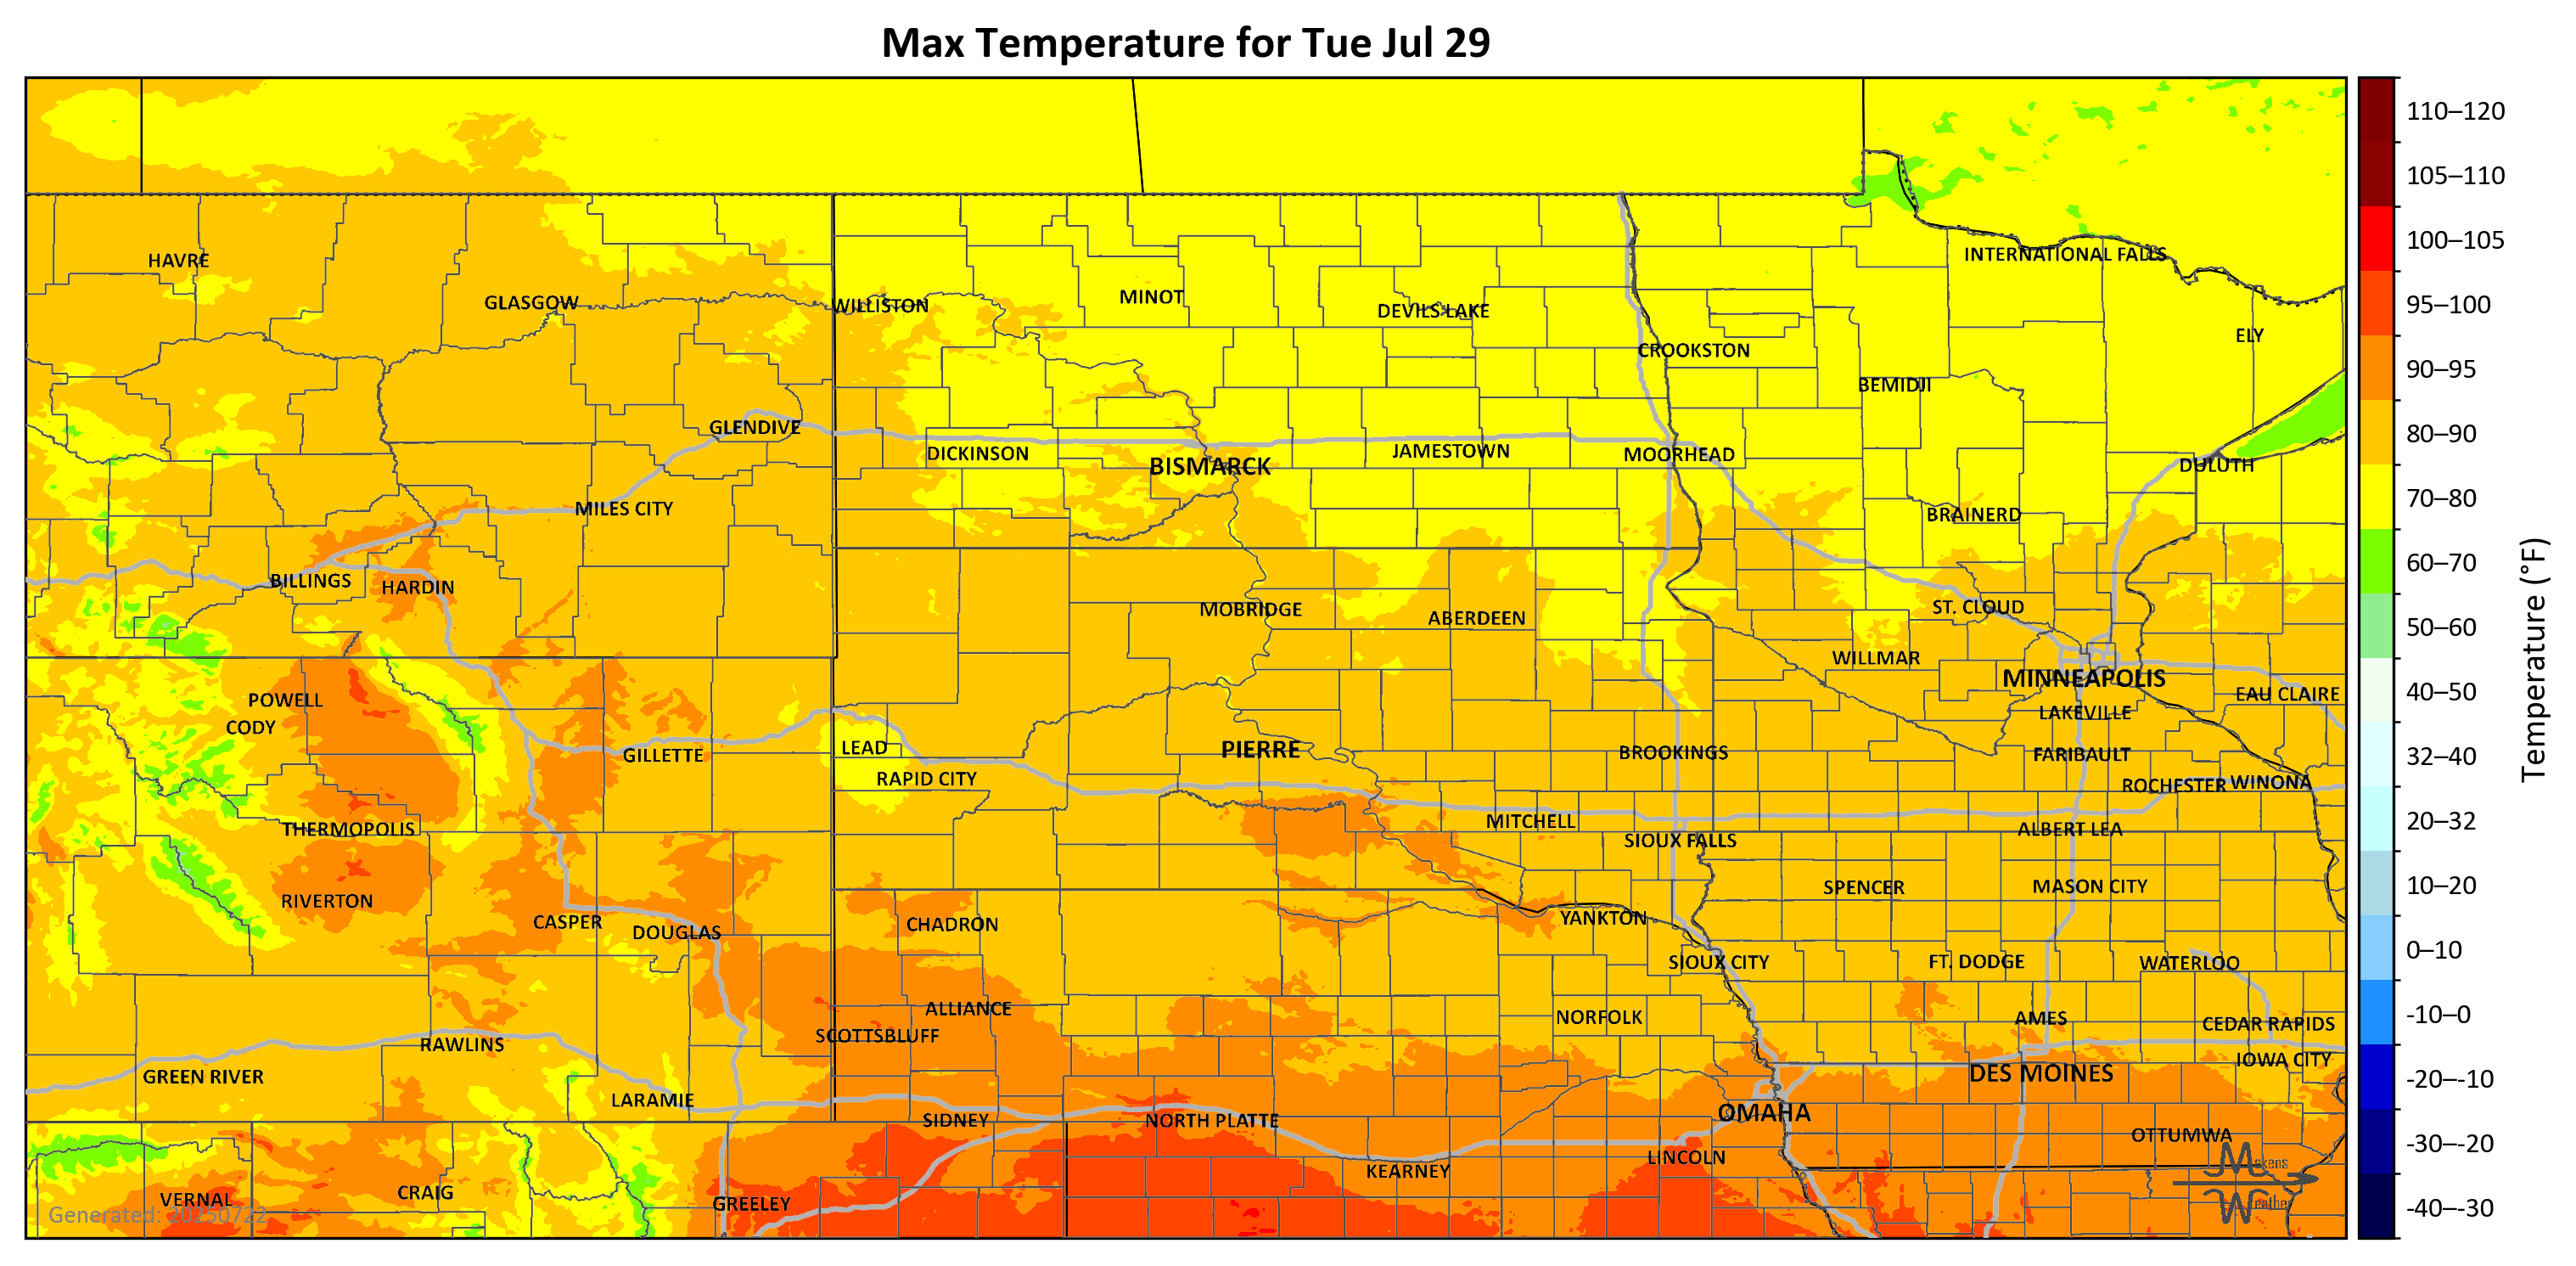 Max Temperature for Tue Jul 29
HAVRE
GLASGOW
WILLISTON
MINOT
DEVILS LAKE
INTERNATIONAL FALLS
ELY
CROOKSTON
BEMIDJI
GLENDIVE
DICKINSON
BISMARCK
JAMESTOWN
MOORHEAD
DULUTH
MILES CITY
BRAINERD
BILLINGS
HARDIN
MOBRIDGE
ABERDEEN
ST. CLOUD
WILLMAR
MINNEAPOLIS
EAU CLAIRE
POWELL
CODY
LAKEVILLE
GILLETTE
LEAD
PIERRE
BROOKINGS
FARIBAULT
RAPID CITY
ROCHESTER
WINONA
THERMOPOLIS
MITCHELL
SIOUX FALLS
ALBERT LEA
RIVERTON
SPENCER
MASON CITY
CASPER
DOUGLAS
CHADRON
YANKTON
SIOUX CITY
FT. DODGE
WATERLOO
ALLIANCE
NORFOLK
AMES
CEDAR RAPIDS
RAWLINS
SCOTTSBLUFF
IOWA CITY
GREEN RIVER
DES MOINES
LARAMIE
SIDNEY
NORTH PLATTE
OMAHA
OTTUMWA
KEARNEY
LINCOLN
VERNAL
CRAIG
GREELEY
Generated: 20250722
Makens
Weather
110–120
105–110
100–105
95–100
90–95
80–90
70–80
60–70
50–60
40–50
32–40
20–32
10–20
0–10
-10–0
-20–-10
-30–-20
-40–-30
Temperature (°F)